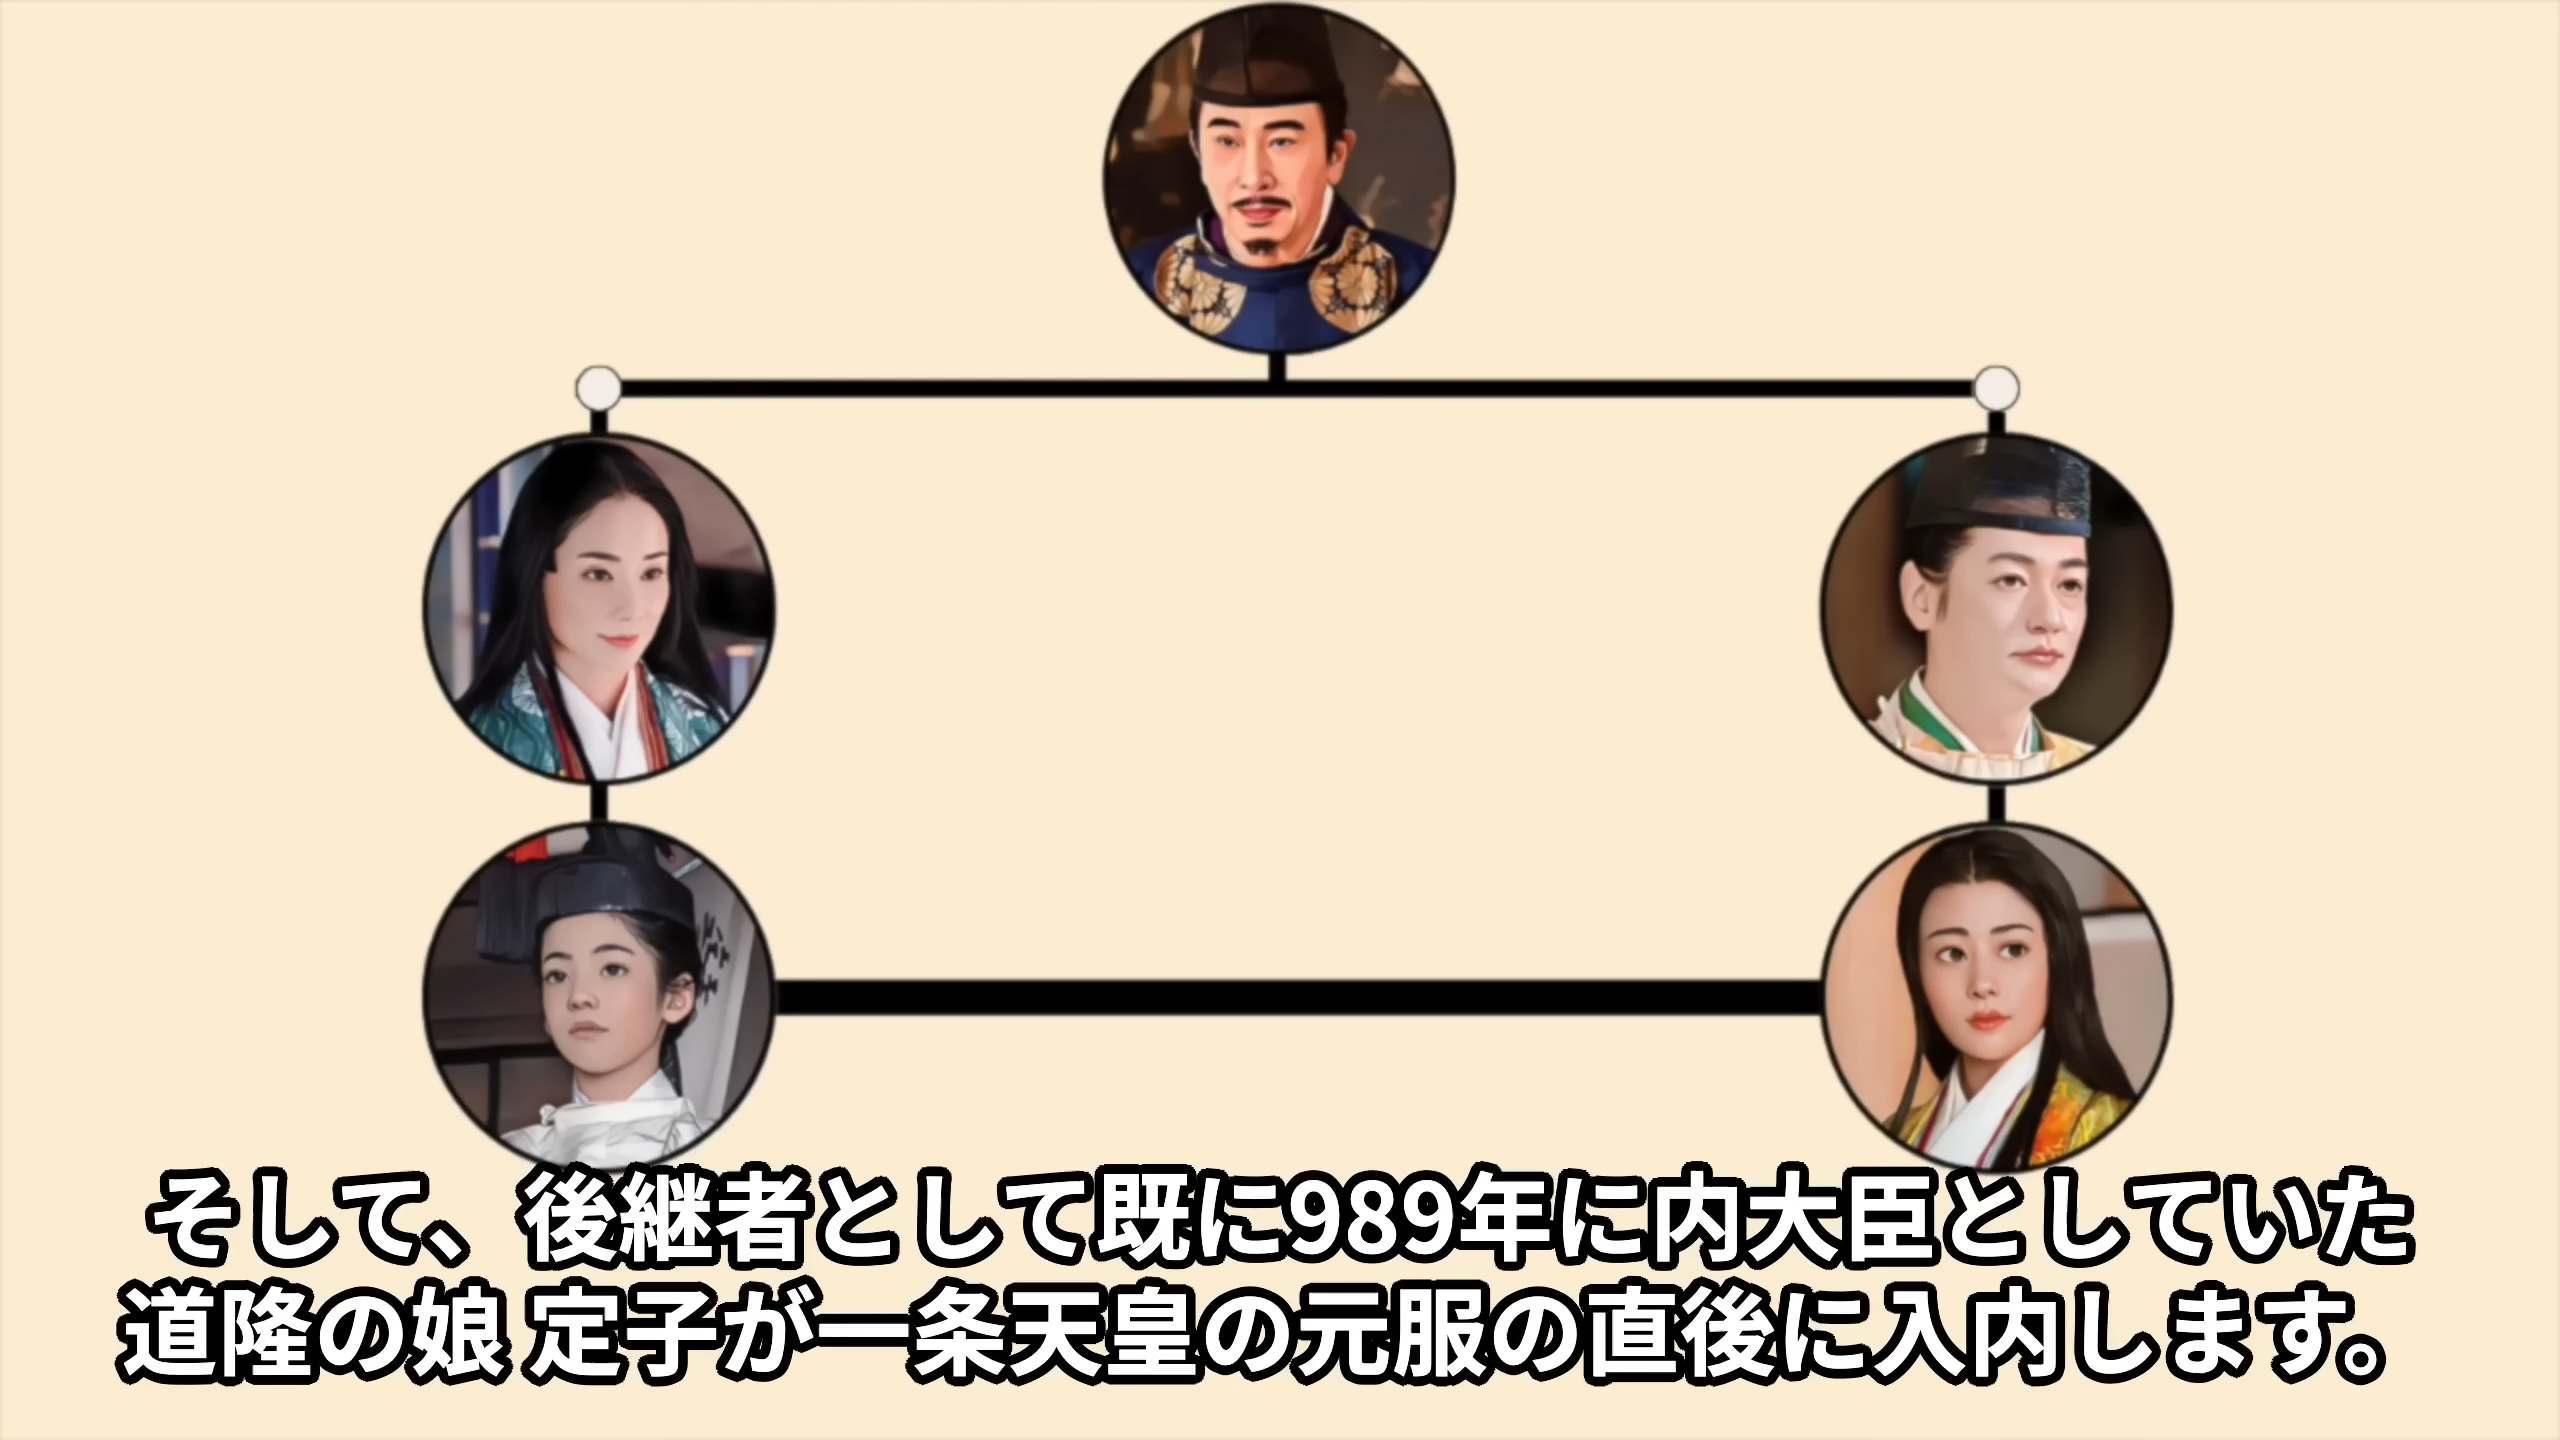 そして、後継者として既に989年に内大臣としていた
道隆の娘 定子が一条天皇の元服の直後に入内します。